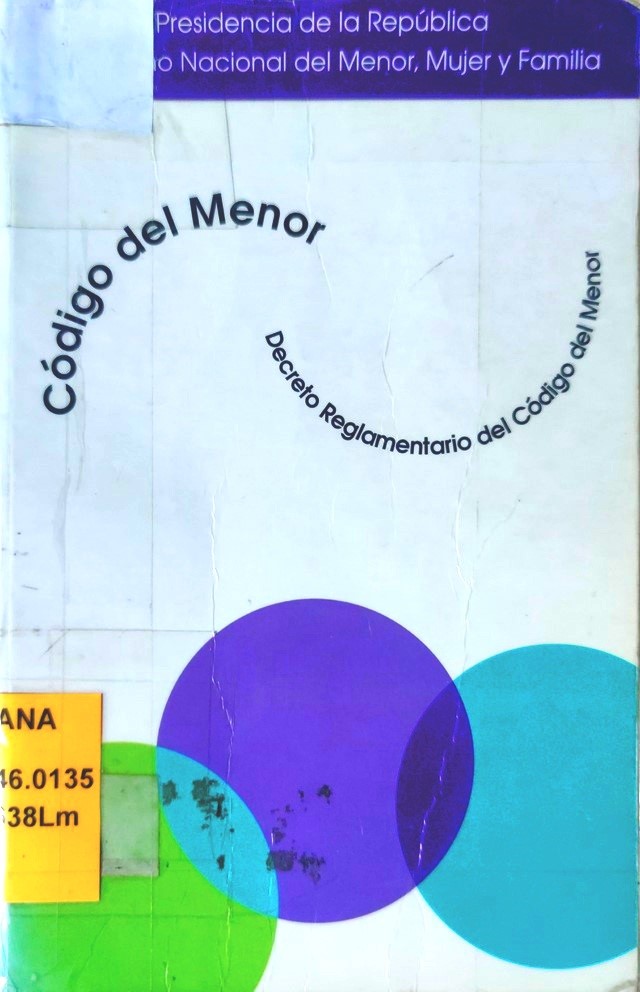 Presidencia de la República
no Nacional del Menor, Mujer y Familia
Código del Menor
Decreto Reglamentario del Código del Menor
ANA
46.0135
38Lm